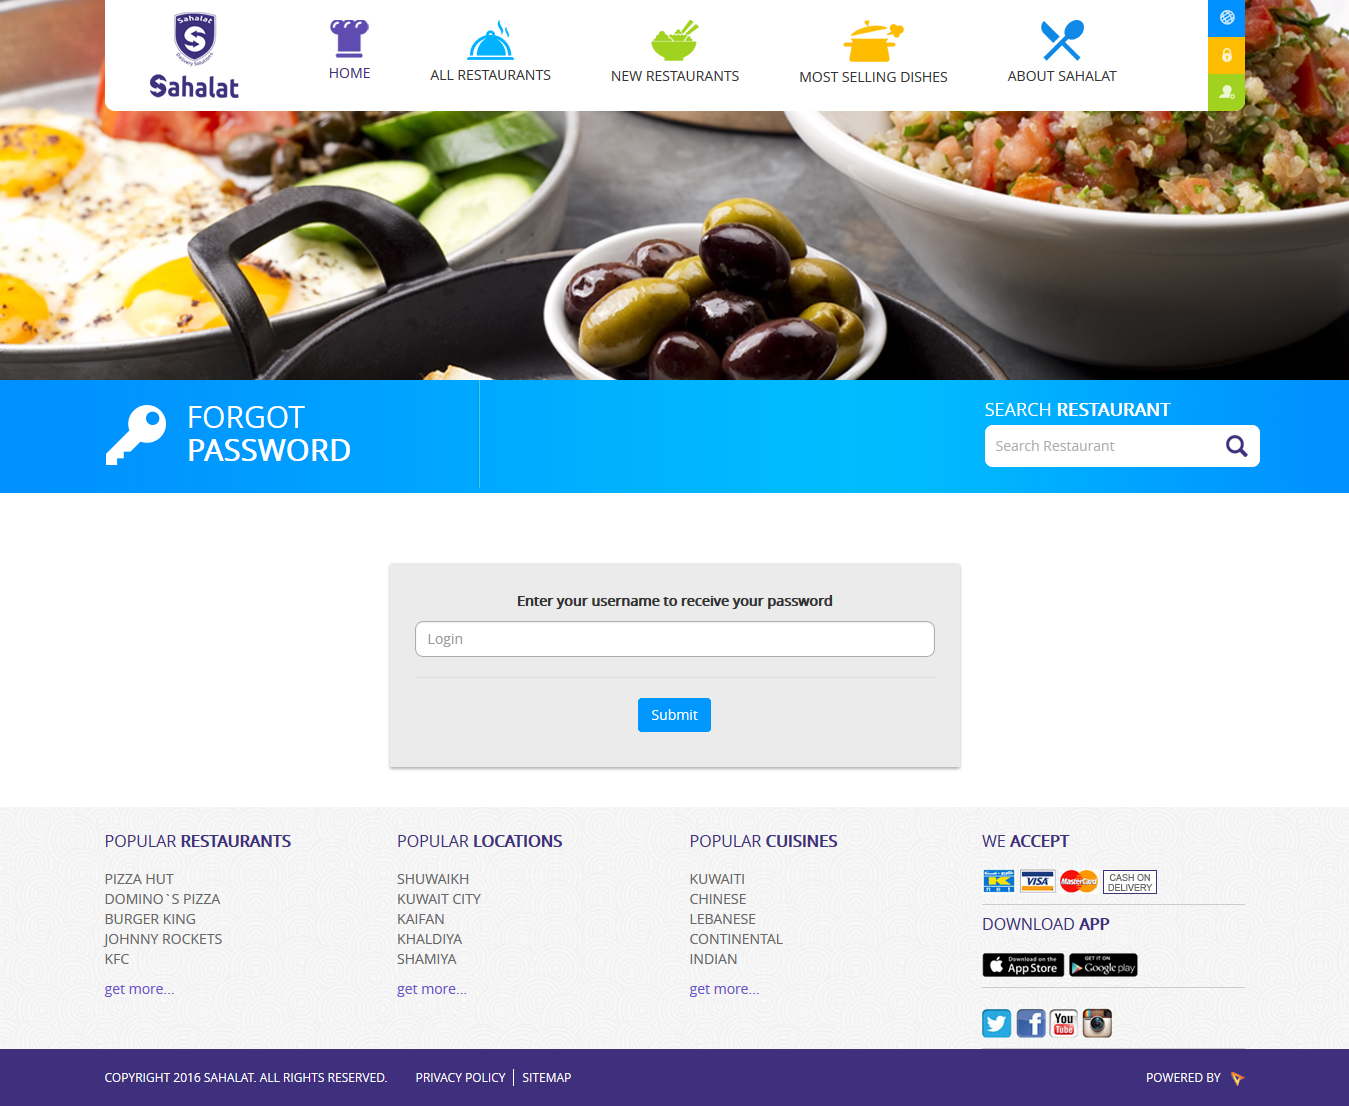 Sahalat
Delivery Solutions
Sahalat
HOME
ALL RESTAURANTS
NEW RESTAURANTS
MOST SELLING DISHES
ABOUT SAHALAT
FORGOT
PASSWORD
SEARCH RESTAURANT
Search Restaurant
Enter your username to receive your password
Login
Submit
POPULAR RESTAURANTS
PIZZA HUT
DOMINO`S PIZZA
BURGER KING
JOHNNY ROCKETS
KFC
get more...
POPULAR LOCATIONS
SHUWAIKH
KUWAIT CITY
KAIFAN
KHALDIYA
SHAMIYA
get more...
POPULAR CUISINES
KUWAITI
CHINESE
LEBANESE
CONTINENTAL
INDIAN
get more...
WE ACCEPT
net
VISA
MasterCard
CASH ON
DELIVERY
DOWNLOAD APP
Download on the
App Store
GET IT ON
Google play
You
Tube
COPYRIGHT 2016 SAHALAT. ALL RIGHTS RESERVED.
PRIVACY POLICY
SITEMAP
POWERED BY